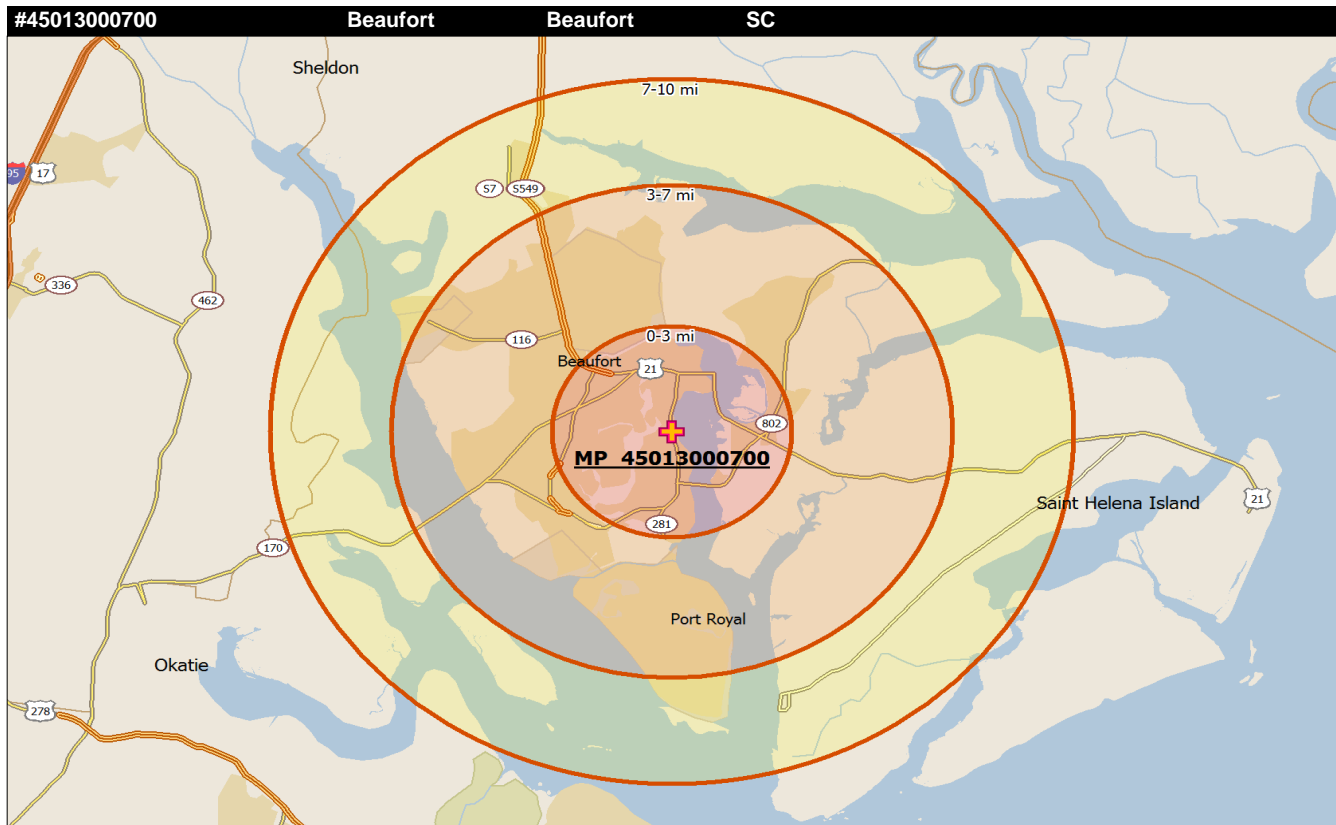 #45013000700 Beaufort Beaufort SC
Sheldon
7-10 mi
95 17
57 S549
3-7 mi
336
462
116
0-3 mi
Beaufort
21
802
MP 45013000700
Saint Helena Island
21
281
170
Port Royal
Okatie
278